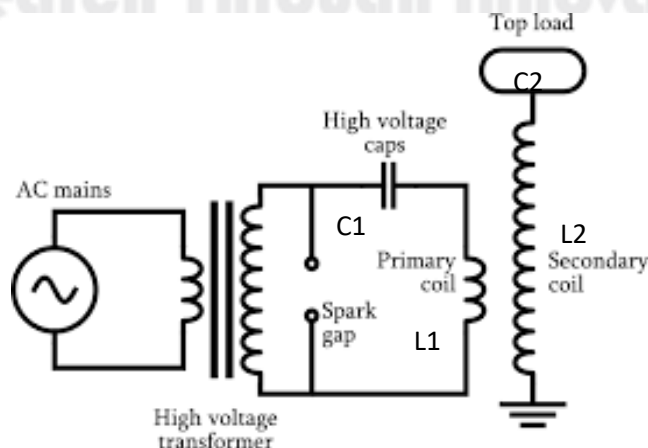 Top load
C2
High voltage
caps
AC mains
C1
L2
Primary
coil
Secondary
coil
Spark
gap
L1
High voltage
transformer